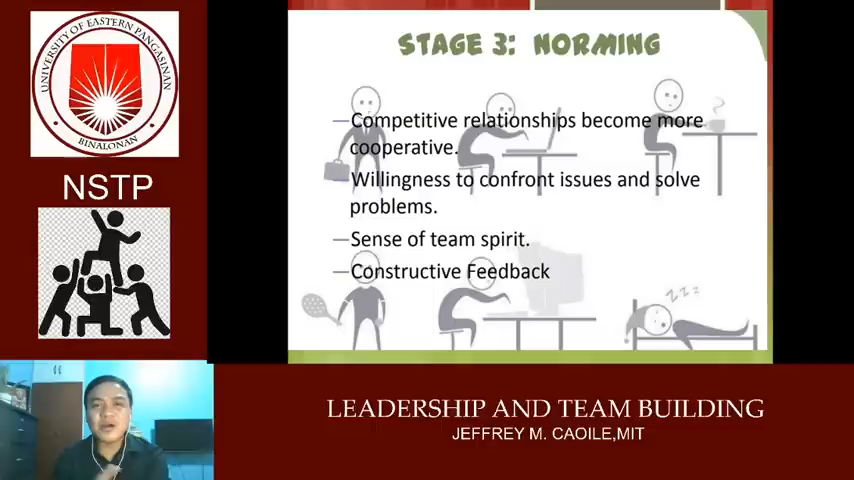 UNIVERSITY OF EASTERN PANGASINAN
BINALONAN
NSTP
STAGE 3: NORMING
—Competitive relationships become more
cooperative.
—Willingness to confront issues and solve
problems.
—Sense of team spirit.
—Constructive Feedback
z z z
LEADERSHIP AND TEAM BUILDING
JEFFREY M. CAOILE,MIT